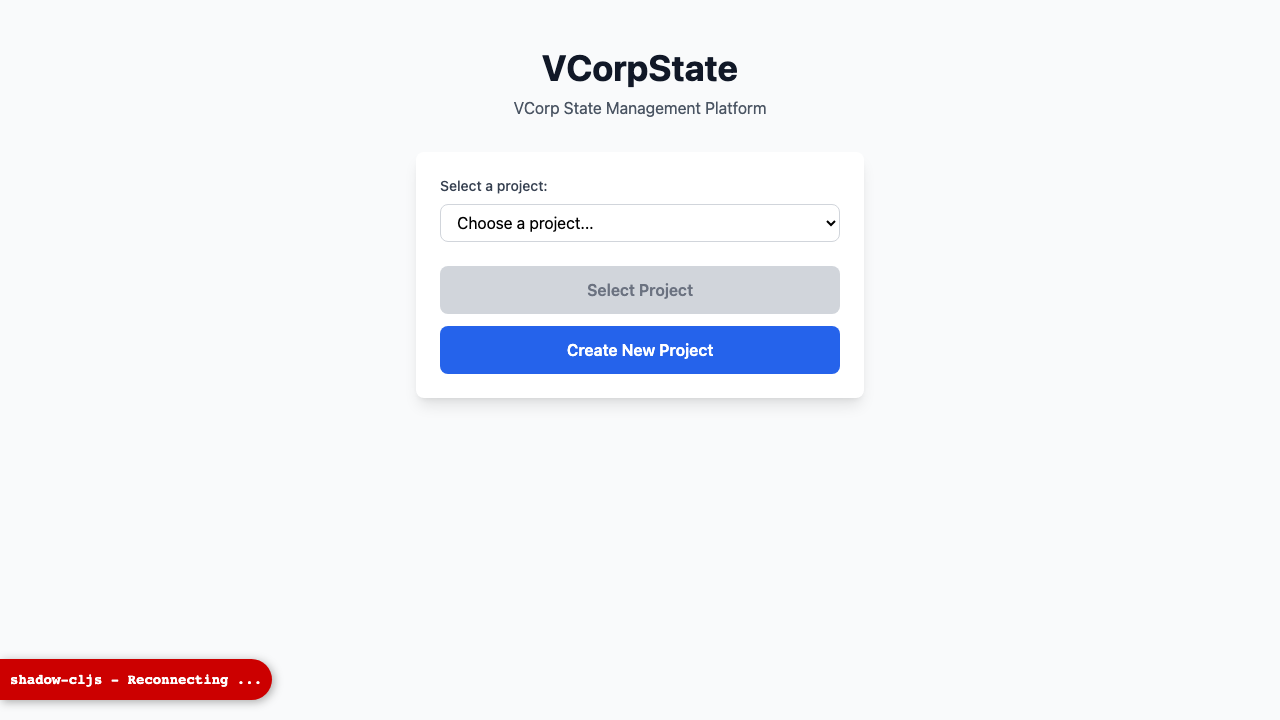 VCorpState
VCorp State Management Platform
Select a project:
Choose a project...
Select Project
Create New Project
shadow-cljs - Reconnecting ...